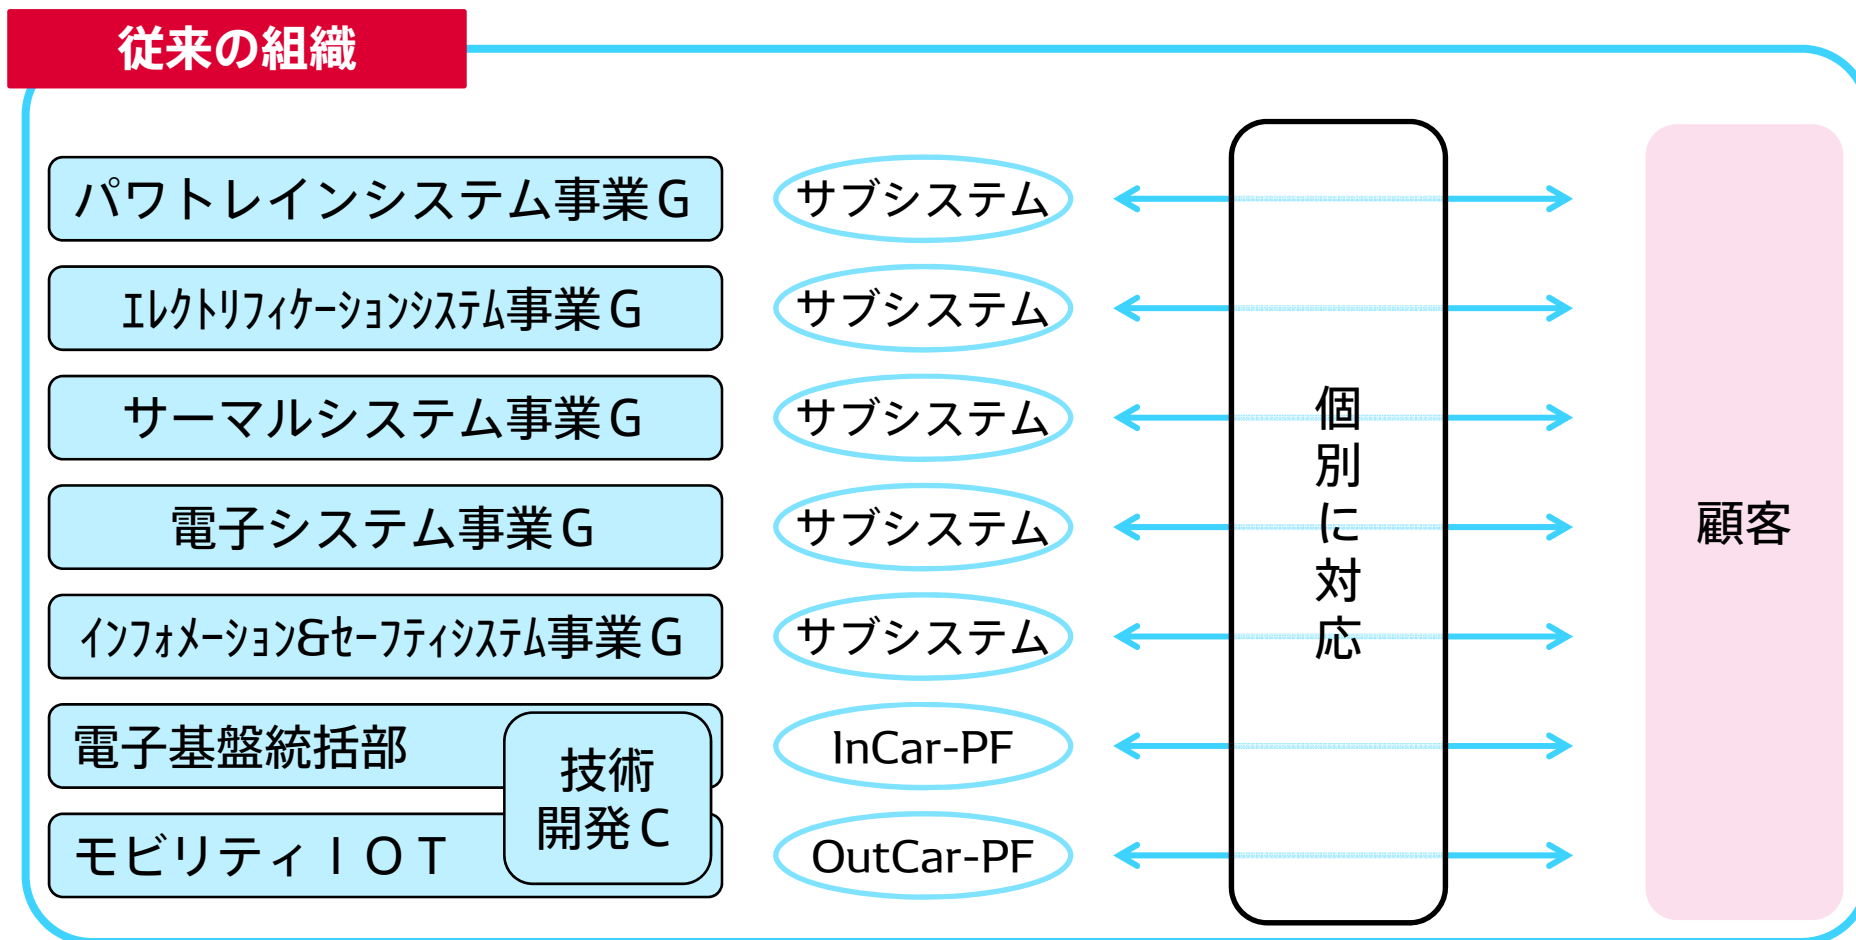 従来の組織
パワトレインシステム事業G
サブシステム
ｴﾚｸﾄﾘﾌｨｹｰｼｮﾝｼｽﾃﾑ事業G
サブシステム
サーマルシステム事業G
サブシステム
電子システム事業G
サブシステム
ｲﾝﾌｫﾒｰｼｮﾝ&ｾｰﾌﾃｨｼｽﾃﾑ事業G
サブシステム
電子基盤統括部
InCar-PF
モビリティＩＯＴ
OutCar-PF
技術
開発C
個別に対応
顧客